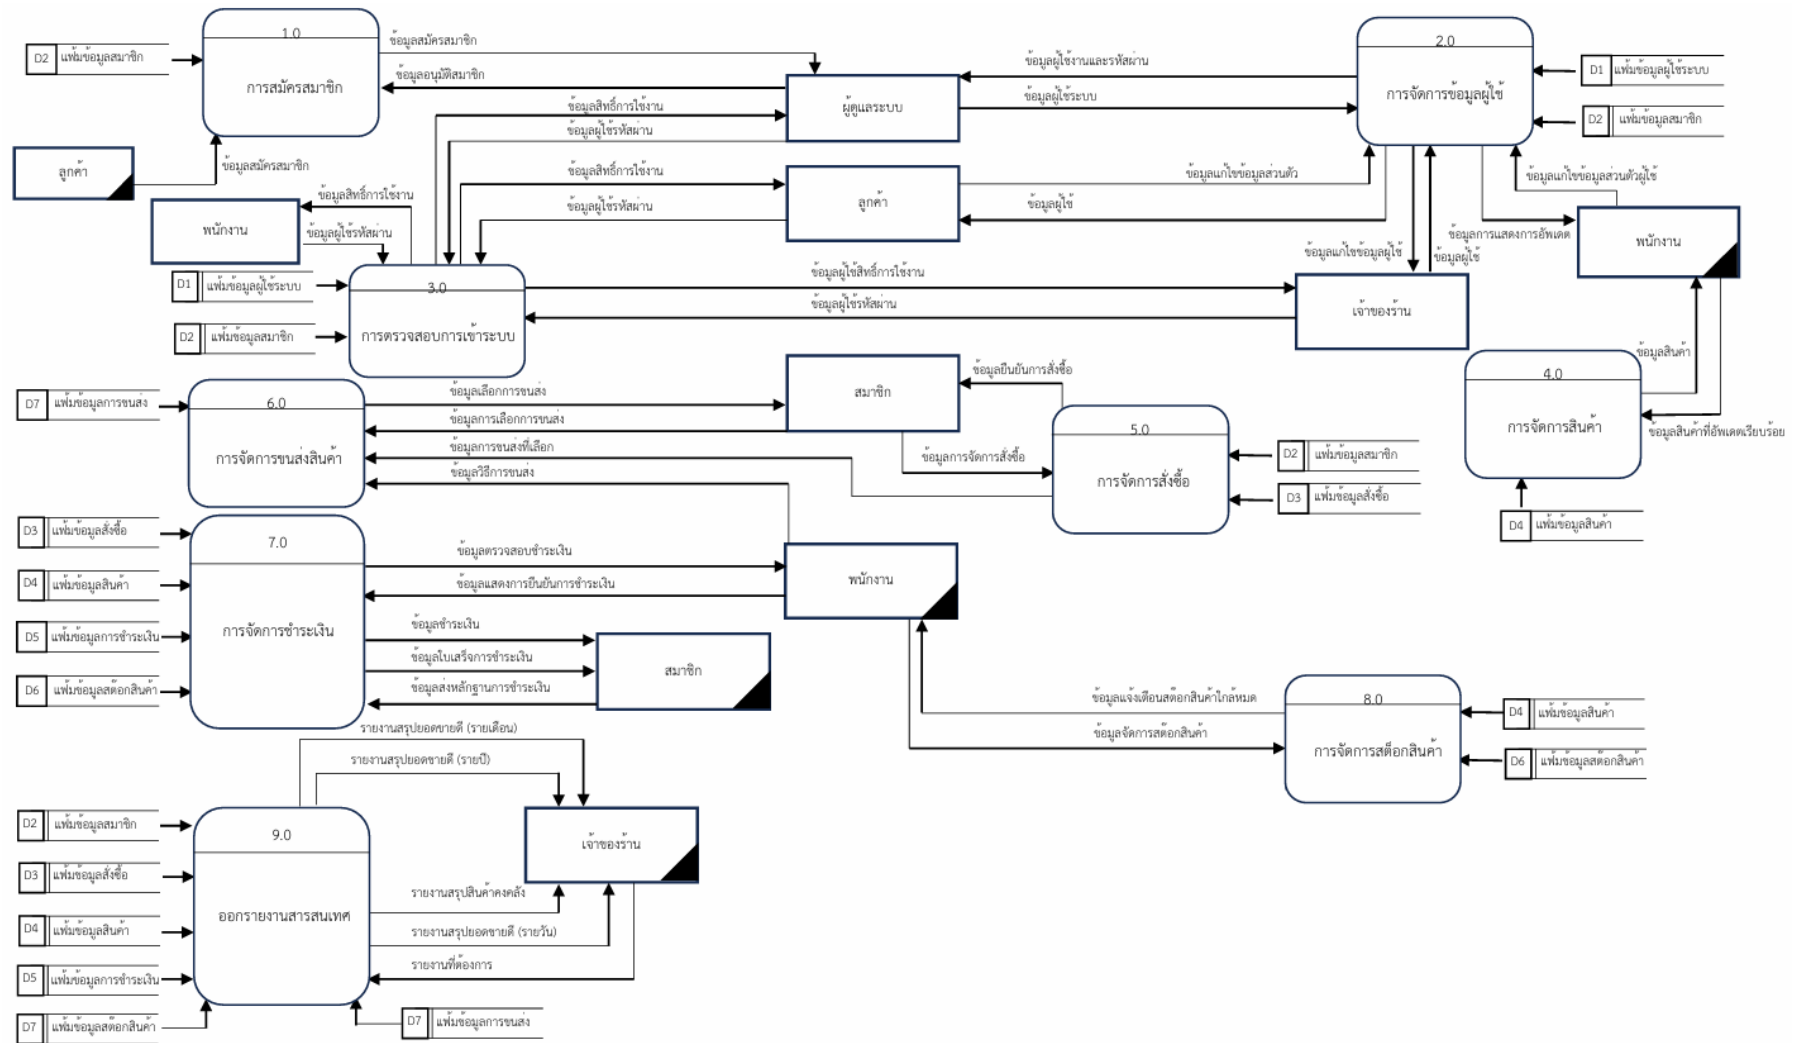 1.0
การสมัครสมาชิก
D2 แฟ้มข้อมูลสมาชิก
ข้อมูลสมัครสมาชิก
ข้อมูลอนุมัติสมาชิก
ลูกค้า
ข้อมูลสมัครสมาชิก
ผู้ดูแลระบบ
ข้อมูลสิทธิ์การใช้งาน
ข้อมูลผู้ใช้รหัสผ่าน
ข้อมูลผู้ใช้งานและรหัสผ่าน
ข้อมูลผู้ใช้ระบบ
2.0
การจัดการข้อมูลผู้ใช้
D1 แฟ้มข้อมูลผู้ใช้ระบบ
D2 แฟ้มข้อมูลสมาชิก
ข้อมูลสิทธิ์การใช้งาน
ข้อมูลผู้ใช้รหัสผ่าน
ลูกค้า
ข้อมูลแก้ไขข้อมูลส่วนตัว
ข้อมูลผู้ใช้
ข้อมูลแก้ไขข้อมูลส่วนตัวผู้ใช้
ข้อมูลการแสดงการอัพเดต
พนักงาน
พนักงาน
ข้อมูลสิทธิ์การใช้งาน
ข้อมูลผู้ใช้รหัสผ่าน
ข้อมูลแก้ไขข้อมูลผู้ใช้
ข้อมูลผู้ใช้
D1 แฟ้มข้อมูลผู้ใช้ระบบ
D2 แฟ้มข้อมูลสมาชิก
3.0
การตรวจสอบการเข้าระบบ
ข้อมูลผู้ใช้สิทธิ์การใช้งาน
ข้อมูลผู้ใช้รหัสผ่าน
เจ้าของร้าน
ข้อมูลสินค้า
4.0
การจัดการสินค้า
ข้อมูลสินค้าที่อัพเดตเรียบร้อย
D4 แฟ้มข้อมูลสินค้า
D7 แฟ้มข้อมูลการขนส่ง
6.0
การจัดการขนส่งสินค้า
ข้อมูลเลือกการขนส่ง
ข้อมูลการเลือกการขนส่ง
ข้อมูลการขนส่งที่เลือก
ข้อมูลวิธีการขนส่ง
สมาชิก
ข้อมูลยืนยันการสั่งซื้อ
ข้อมูลการจัดการสั่งซื้อ
5.0
การจัดการสั่งซื้อ
D2 แฟ้มข้อมูลสมาชิก
D3 แฟ้มข้อมูลสั่งซื้อ
D3 แฟ้มข้อมูลสั่งซื้อ
D4 แฟ้มข้อมูลสินค้า
D5 แฟ้มข้อมูลการชำระเงิน
D6 แฟ้มข้อมูลสต๊อกสินค้า
7.0
การจัดการชำระเงิน
ข้อมูลตรวจสอบชำระเงิน
ข้อมูลแสดงการยืนยันการชำระเงิน
พนักงาน
ข้อมูลชำระเงิน
ข้อมูลใบเสร็จการชำระเงิน
ข้อมูลส่งหลักฐานการชำระเงิน
สมาชิก
ข้อมูลแจ้งเตือนสต๊อกสินค้าใกล้หมด
ข้อมูลจัดการสต๊อกสินค้า
8.0
การจัดการสต็อกสินค้า
D4 แฟ้มข้อมูลสินค้า
D6 แฟ้มข้อมูลสต๊อกสินค้า
รายงานสรุปยอดขายดี (รายเดือน)
รายงานสรุปยอดขายดี (รายปี)
D2 แฟ้มข้อมูลสมาชิก
D3 แฟ้มข้อมูลสั่งซื้อ
D4 แฟ้มข้อมูลสินค้า
D5 แฟ้มข้อมูลการชำระเงิน
D7 แฟ้มข้อมูลสต๊อกสินค้า
9.0
ออกรายงานสารสนเทศ
เจ้าของร้าน
รายงานสรุปสินค้าคงคลัง
รายงานสรุปยอดขายดี (รายวัน)
รายงานที่ต้องการ
D7 แฟ้มข้อมูลการขนส่ง